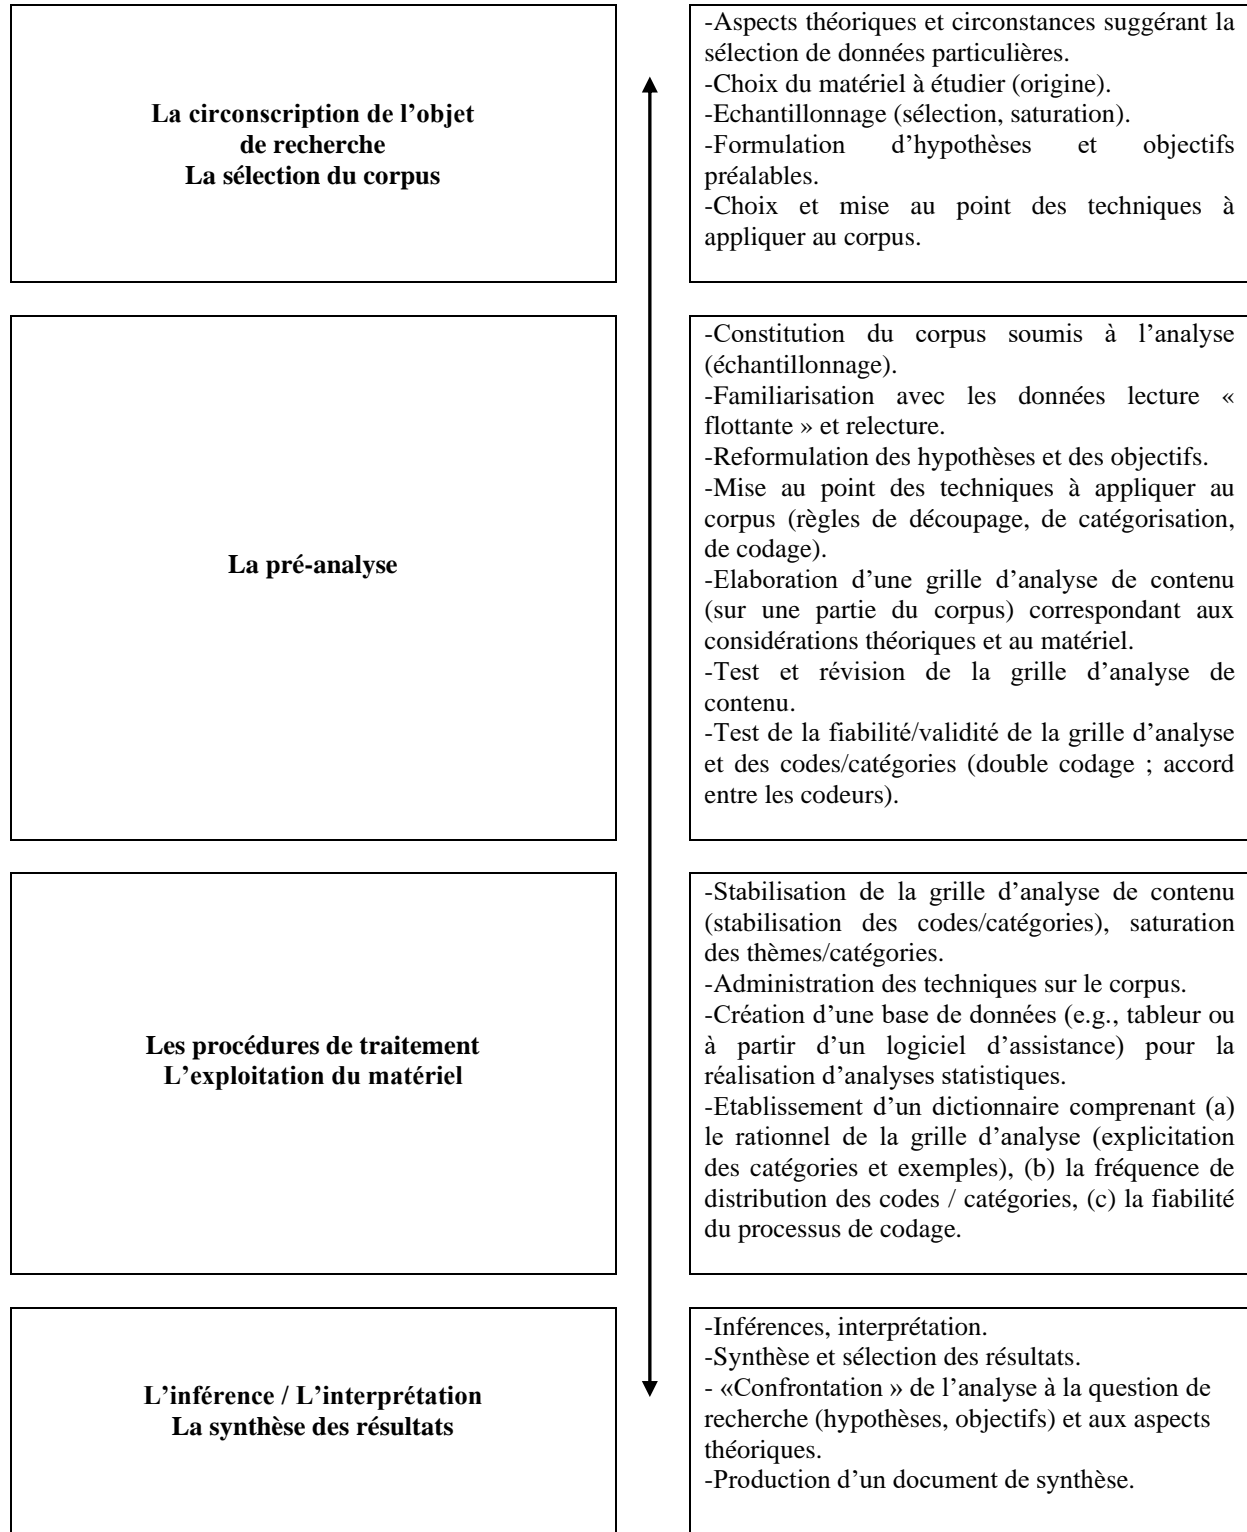 La circonscription de l’objet
de recherche
La sélection du corpus
-Aspects théoriques et circonstances suggérant la
sélection de données particulières.
-Choix du matériel à étudier (origine).
-Echantillonnage (sélection, saturation).
-Formulation d’hypothèses et objectifs
préalables.
-Choix et mise au point des techniques à
appliquer au corpus.
La pré-analyse
-Constitution du corpus soumis à l’analyse
(échantillonnage).
-Familiarisation avec les données lecture «
flottante » et relecture.
-Reformulation des hypothèses et des objectifs.
-Mise au point des techniques à appliquer au
corpus (règles de découpage, de catégorisation,
de codage).
-Elaboration d’une grille d’analyse de contenu
(sur une partie du corpus) correspondant aux
considérations théoriques et au matériel.
-Test et révision de la grille d’analyse de
contenu.
-Test de la fiabilité/validité de la grille d’analyse
et des codes/catégories (double codage ; accord
entre les codeurs).
Les procédures de traitement
L’exploitation du matériel
-Stabilisation de la grille d’analyse de contenu
(stabilisation des codes/catégories), saturation
des thèmes/catégories.
-Administration des techniques sur le corpus.
-Création d’une base de données (e.g., tableur ou
à partir d’un logiciel d’assistance) pour la
réalisation d’analyses statistiques.
-Etablissement d’un dictionnaire comprenant (a)
le rationnel de la grille d’analyse (explicitation
des catégories et exemples), (b) la fréquence de
distribution des codes / catégories, (c) la fiabilité
du processus de codage.
L’inférence / L’interprétation
La synthèse des résultats
-Inférences, interprétation.
-Synthèse et sélection des résultats.
- «Confrontation » de l’analyse à la question de
recherche (hypothèses, objectifs) et aux aspects
théoriques.
-Production d’un document de synthèse.